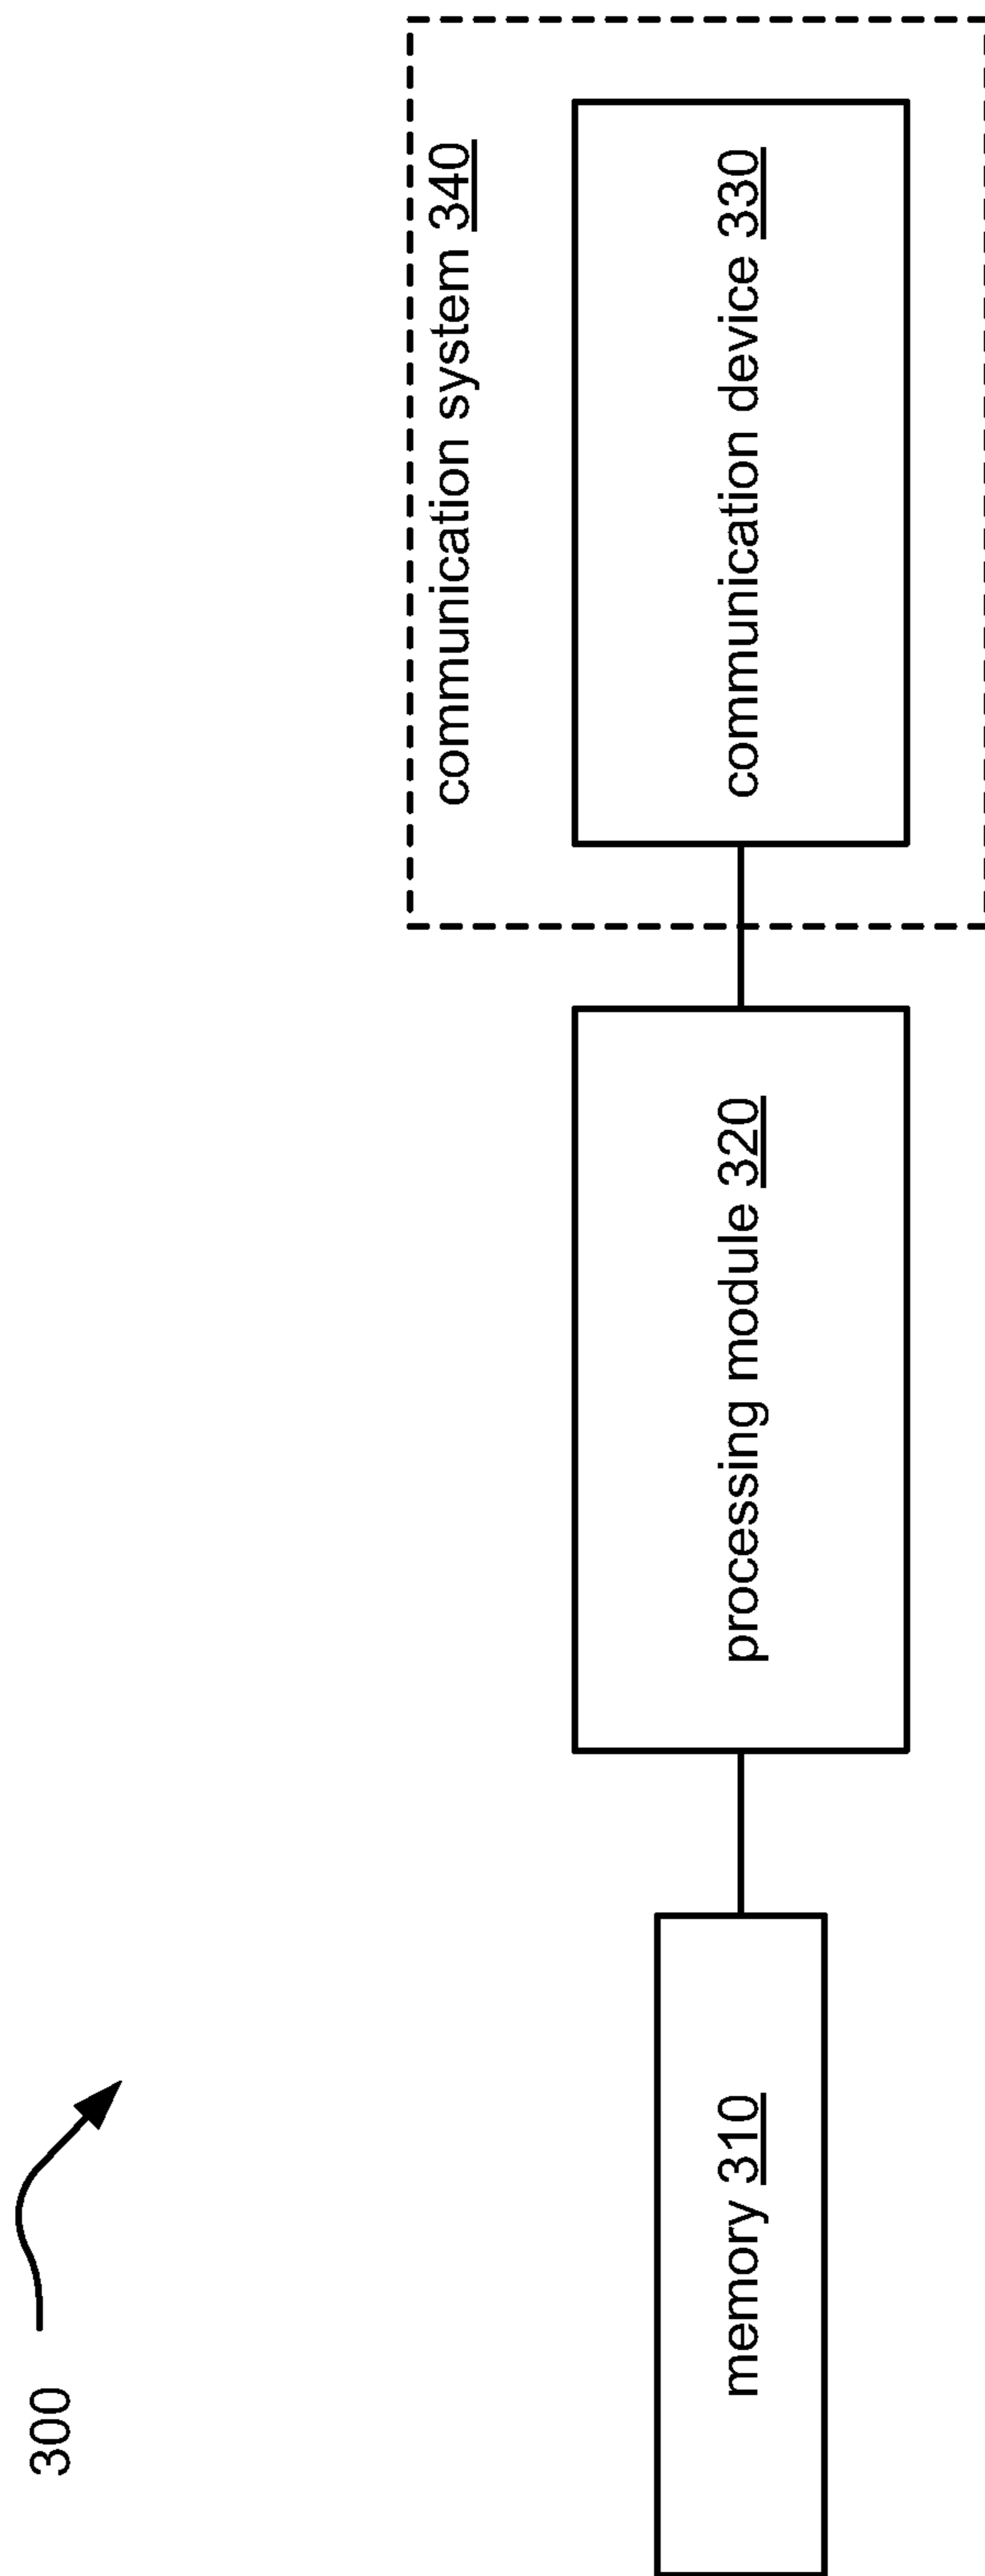 300
communication system 340
memory 310
processing module 320
communication device 330